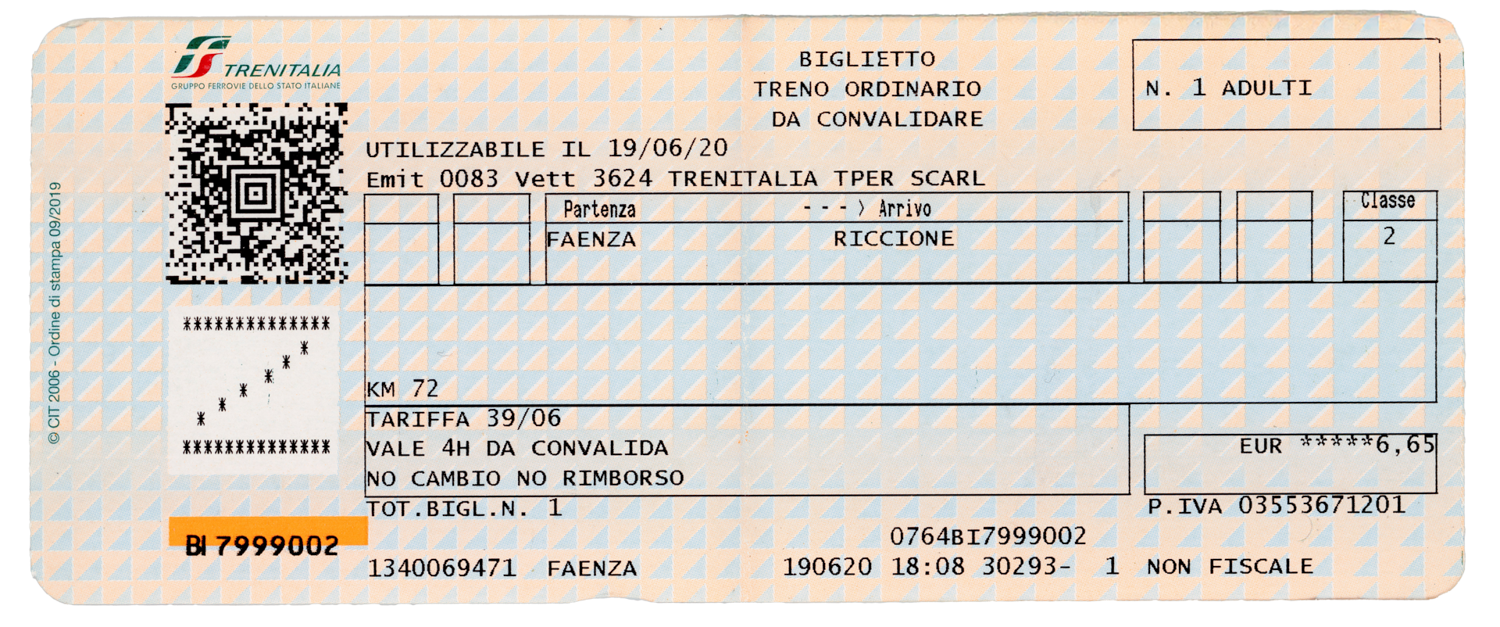 TRENITALIA
GRUPPO FERROVIE DELLO STATO ITALIANE
BIGLIETTO
TRENO ORDINARIO
DA CONVALIDARE
N. 1 ADULTI
UTILIZZABILE IL 19/06/20
Emit 0083 Vett 3624 TRENITALIA TPER SCARL
Partenza - - - > Arrivo
Classe
FAENZA RICCIONE
2
© CIT 2006 - Ordine di stampa 09/2019
**************
*
*
*
*
*
*
**************
KM 72
TARIFFA 39/06
VALE 4H DA CONVALIDA
NO CAMBIO NO RIMBORSO
EUR *****6,65
TOT.BIGL.N. 1
P.IVA 03553671201
BI 7999002
0764BI7999002
1340069471 FAENZA 190620 18:08 30293- 1 NON FISCALE